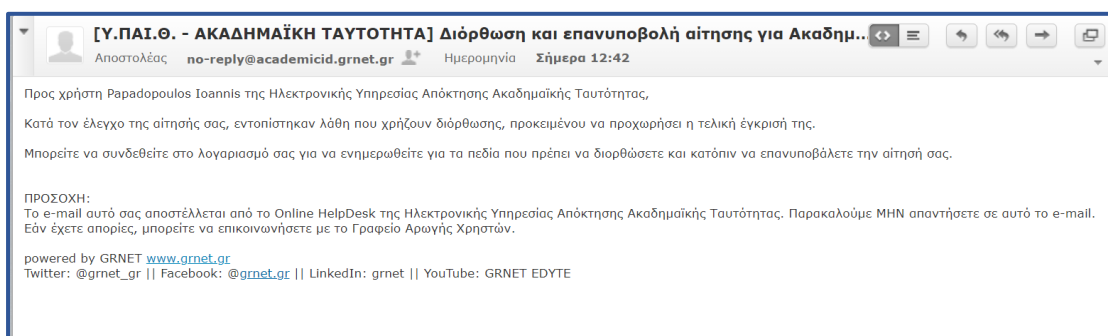 [Υ.ΠΑΙ.Θ. - ΑΚΑΔΗΜΑΪΚΗ ΤΑΥΤΟΤΗΤΑ] Διόρθωση και επανυποβολή αίτησης για Ακαδημ...
Αποστολέας no-reply@academicid.grnet.gr Ημερομηνία Σήμερα 12:42
Προς χρήστη Papadopoulos Ioannis της Ηλεκτρονικής Υπηρεσίας Απόκτησης Ακαδημαϊκής Ταυτότητας,
Κατά τον έλεγχο της αίτησής σας, εντοπίστηκαν λάθη που χρήζουν διόρθωσης, προκειμένου να προχωρήσει η τελική έγκρισή της.
Μπορείτε να συνδεθείτε στο λογαριασμό σας για να ενημερωθείτε για τα πεδία που πρέπει να διορθώσετε και κατόπιν να επανυποβάλετε την αίτησή σας.
ΠΡΟΣΟΧΗ:
Το e-mail αυτό σας αποστέλλεται από το Online HelpDesk της Ηλεκτρονικής Υπηρεσίας Απόκτησης Ακαδημαϊκής Ταυτότητας. Παρακαλούμε ΜΗΝ απαντήσετε σε αυτό το e-mail.
Εάν έχετε απορίες, μπορείτε να επικοινωνήσετε με το Γραφείο Αρωγής Χρηστών.
powered by GRNET www.grnet.gr
Twitter: @grnet_gr || Facebook: @grnet.gr || LinkedIn: grnet || YouTube: GRNET EDYTE